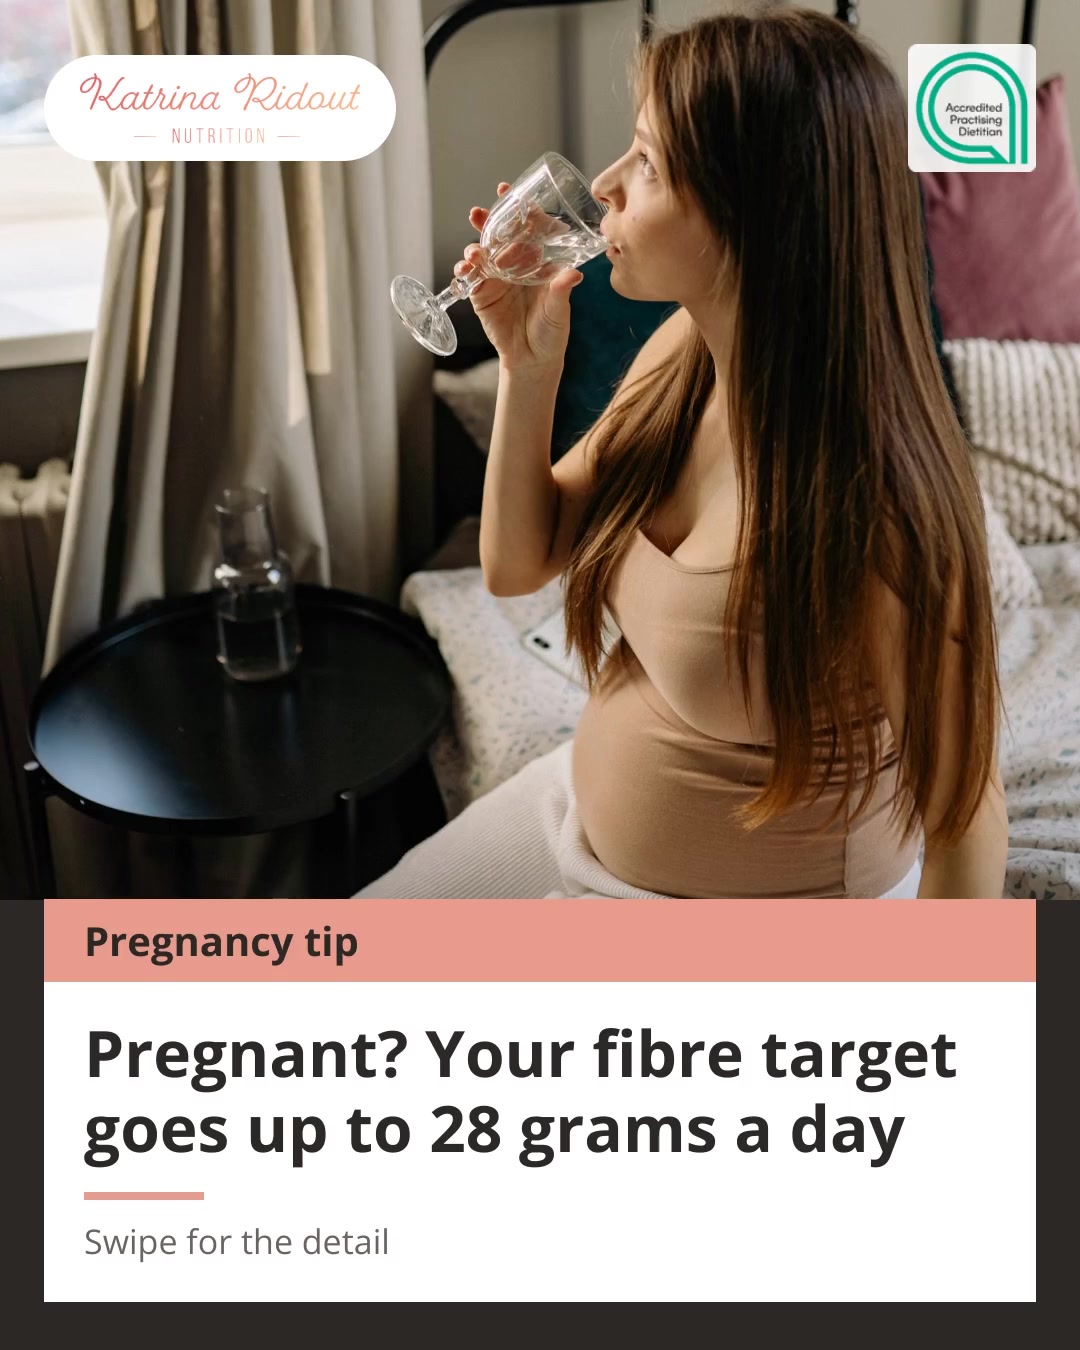 Katrina Ridout
NUTRITION
Accredited
Practising
Dietitian
Pregnancy tip
Pregnant? Your fibre target
goes up to 28 grams a day
Swipe for the detail